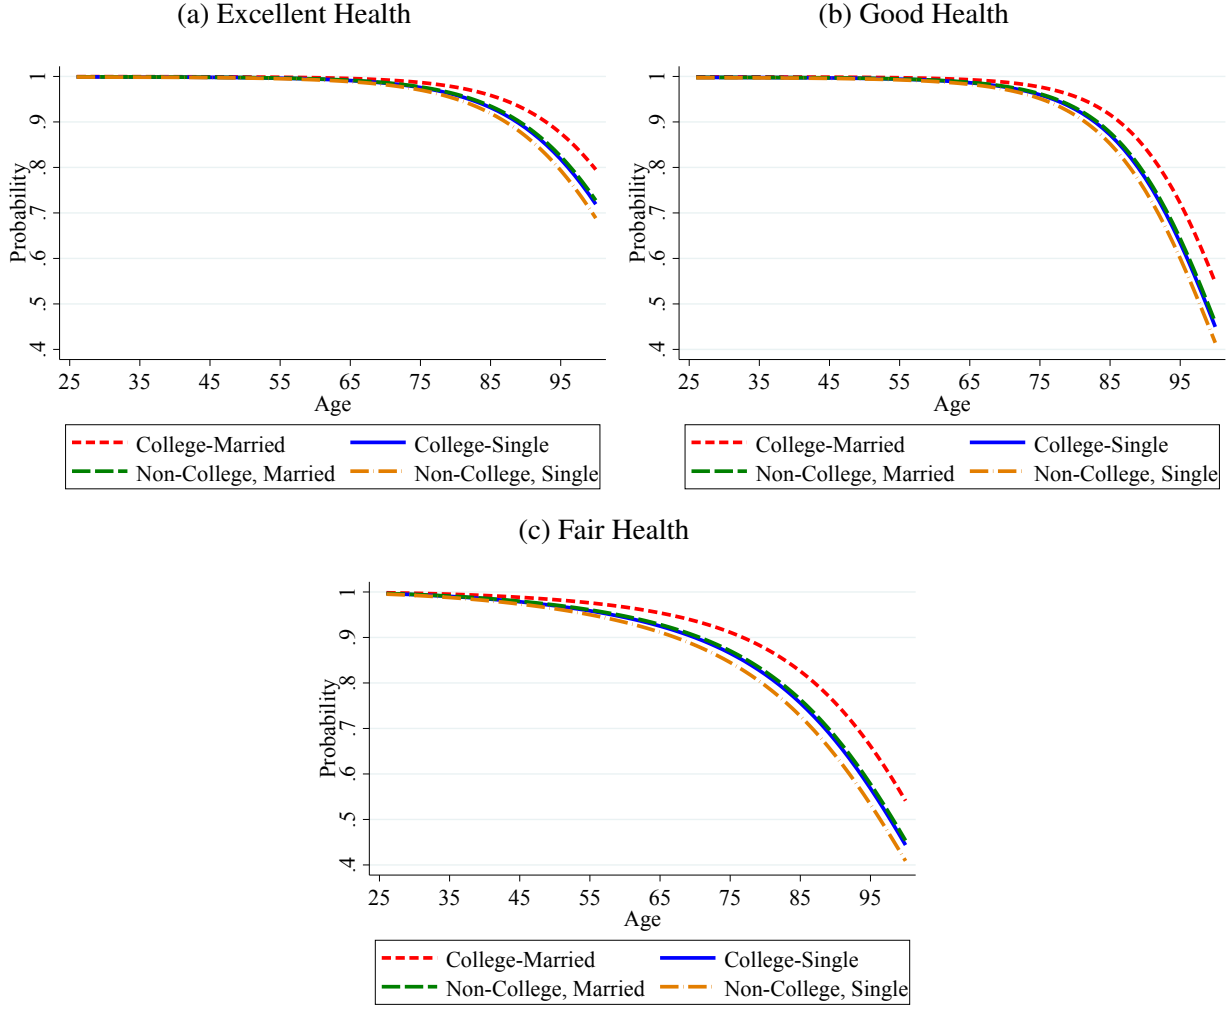 (a) Excellent Health
Probability
1
.9
.8
.7
.6
.5
.4
25 35 45 55 65 75 85 95
Age
College-Married College-Single
Non-College, Married Non-College, Single
(b) Good Health
Probability
1
.9
.8
.7
.6
.5
.4
25 35 45 55 65 75 85 95
Age
College-Married College-Single
Non-College, Married Non-College, Single
(c) Fair Health
Probability
1
.9
.8
.7
.6
.5
.4
25 35 45 55 65 75 85 95
Age
College-Married College-Single
Non-College, Married Non-College, Single